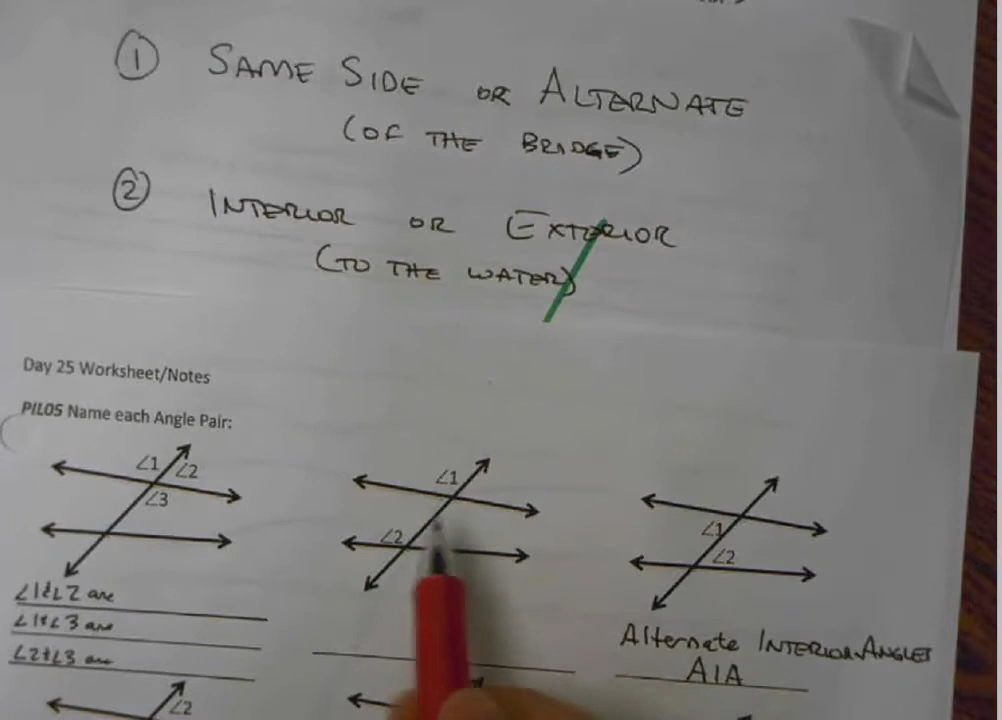 ① SAME SIDE OR ALTERNATE
(OF THE BRIDGE)
② INTERIOR OR EXTERIOR
(TO THE WATER)
Day 25 Worksheet/Notes
PILOS Name each Angle Pair:
∠1 ∠2
∠3
∠1&∠2 are
∠1&∠3 are
∠2&∠3 are
∠2
∠1
∠2
∠1
∠2
Alternate INTERIOR ANGLES
AIA